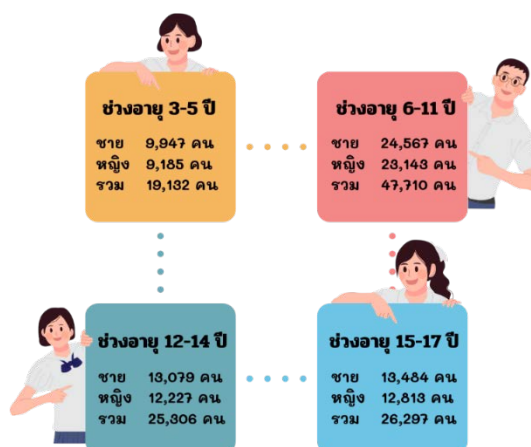 ช่วงอายุ 3-5 ปี
ชาย 9,947 คน
หญิง 9,185 คน
รวม 19,132 คน
ช่วงอายุ 6-11 ปี
ชาย 24,567 คน
หญิง 23,143 คน
รวม 47,710 คน
ช่วงอายุ 12-14 ปี
ชาย 13,079 คน
หญิง 12,227 คน
รวม 25,306 คน
ช่วงอายุ 15-17 ปี
ชาย 13,484 คน
หญิง 12,813 คน
รวม 26,297 คน